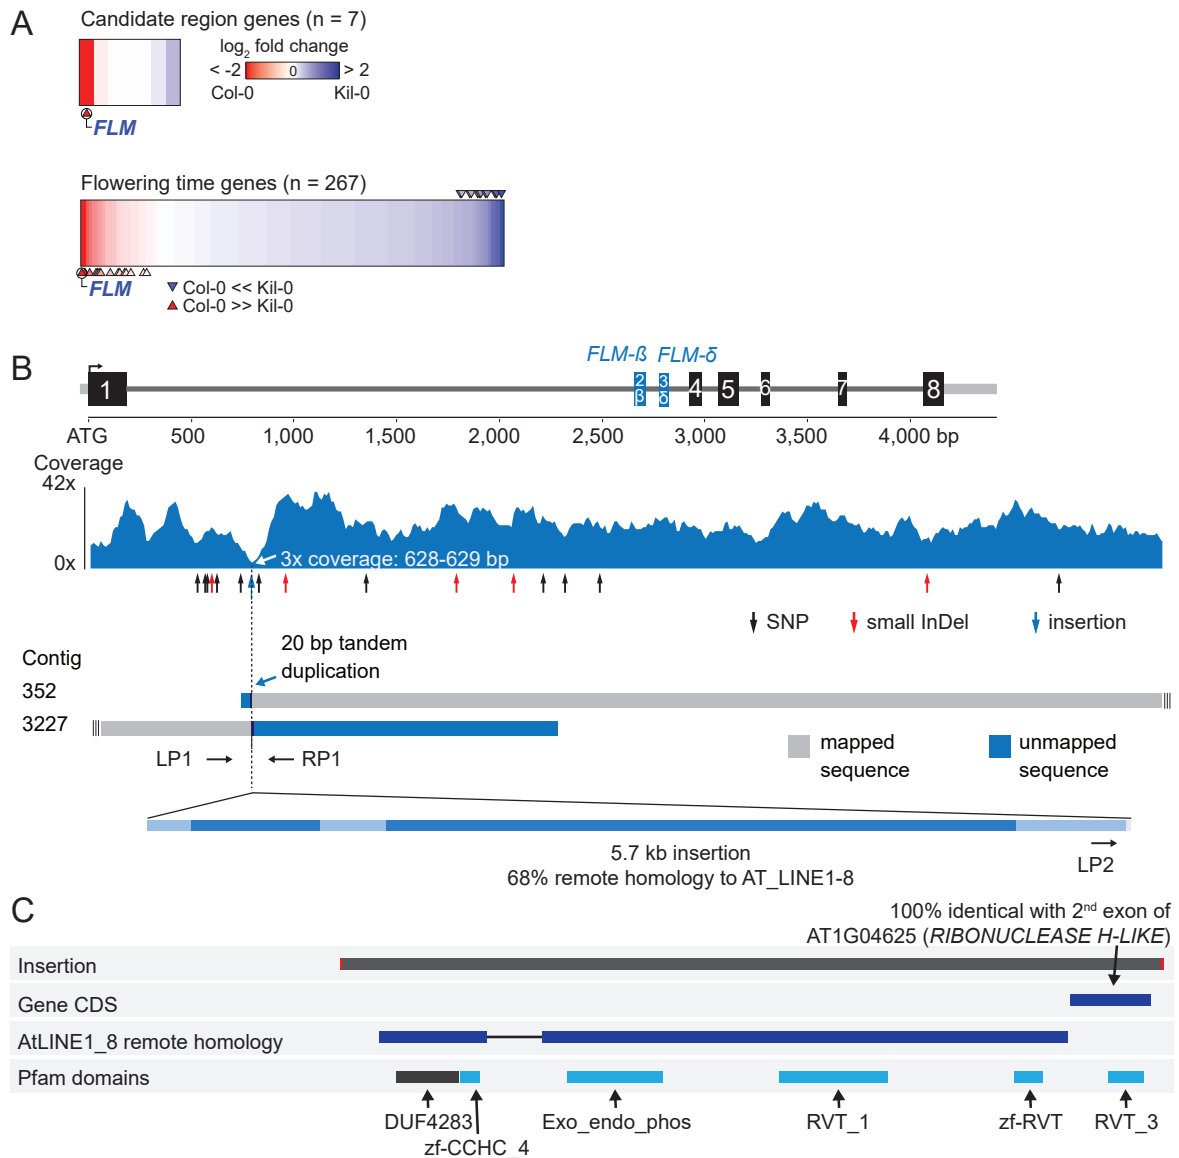 A
Candidate region genes (n = 7)
log2 fold change
< -2 0 > 2
Col-0 Kil-0
FLM
Flowering time genes (n = 267)
FLM
Col-0 << Kil-0
Col-0 >> Kil-0
B
FLM-ß FLM-δ
1 2 ß 3 δ 4 5 6 7 8
ATG 500 1,000 1,500 2,000 2,500 3,000 3,500 4,000 bp
Coverage
42x
0x
3x coverage: 628-629 bp
SNP small InDel insertion
20 bp tandem
duplication
Contig
352
3227
LP1 RP1
mapped
sequence
unmapped
sequence
5.7 kb insertion
68% remote homology to AT_LINE1-8
LP2
C
100% identical with 2nd exon of
AT1G04625 (RIBONUCLEASE H-LIKE)
Insertion
Gene CDS
AtLINE1_8 remote homology
Pfam domains
DUF4283
zf-CCHC_4
Exo_endo_phos
RVT_1
zf-RVT
RVT_3